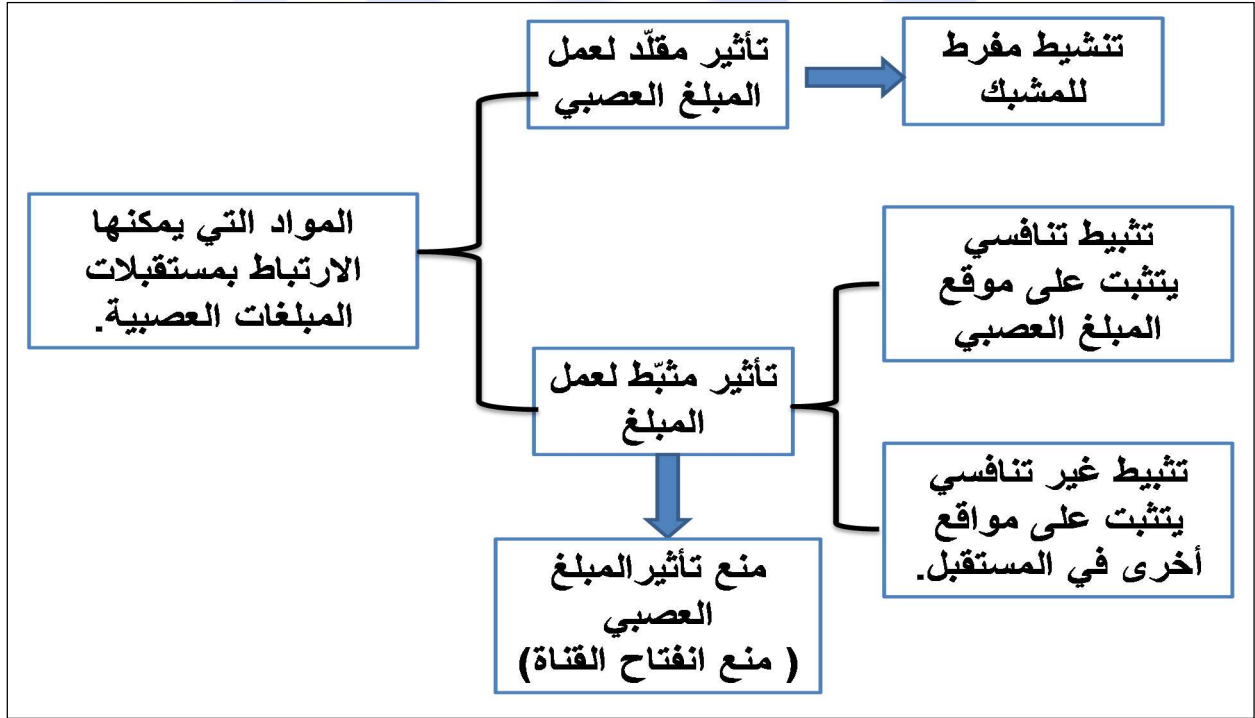 المواد التي يمكنها
الارتباط بمستقبلات
المبلغات العصبية.
تأثير مقلّد لعمل
المبلغ العصبي
تنشيط مفرط
للمشبك
تأثير مثبّط لعمل
المبلغ
تثبيط تنافسي
يتثبت على موقع
المبلغ العصبي
تثبيط غير تنافسي
يتثبت على مواقع
أخرى في المستقبل.
منع تأثيرالمبلغ
العصبي
( منع انفتاح القناة)